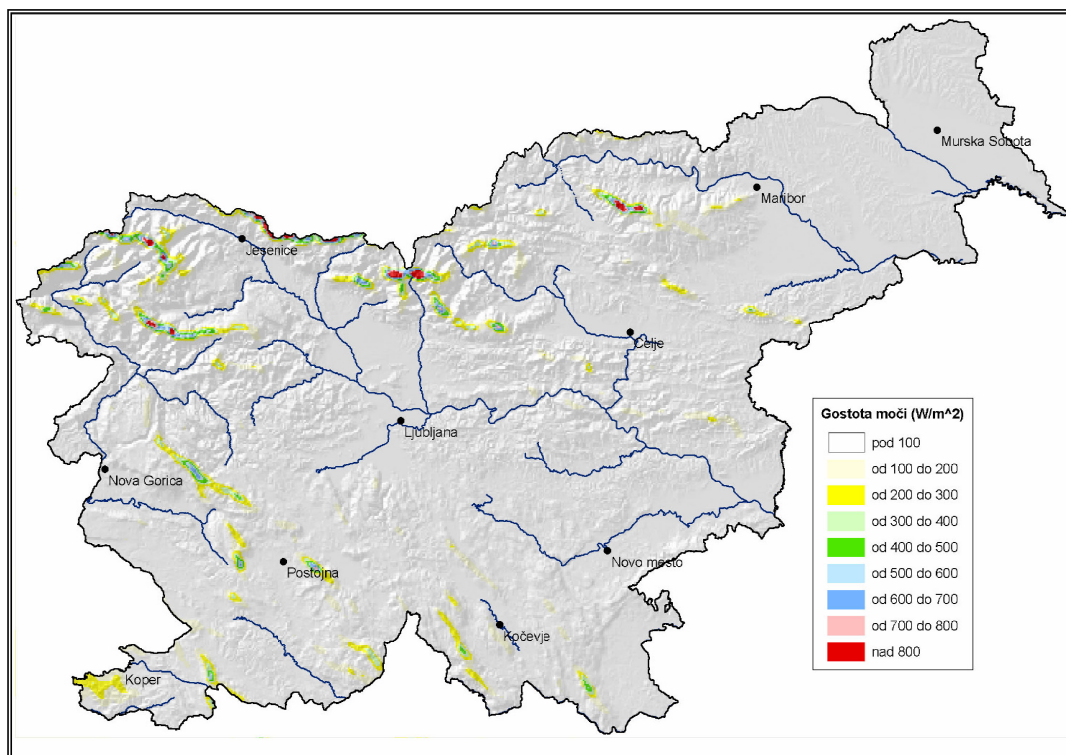 Murska Sobota
Maribor
Jesenice
Celje
Ljubljana
Nova Gorica
Novo mesto
Postojna
Kočevje
Koper
Gostota moči (W/m^2)
pod 100
od 100 do 200
od 200 do 300
od 300 do 400
od 400 do 500
od 500 do 600
od 600 do 700
od 700 do 800
nad 800